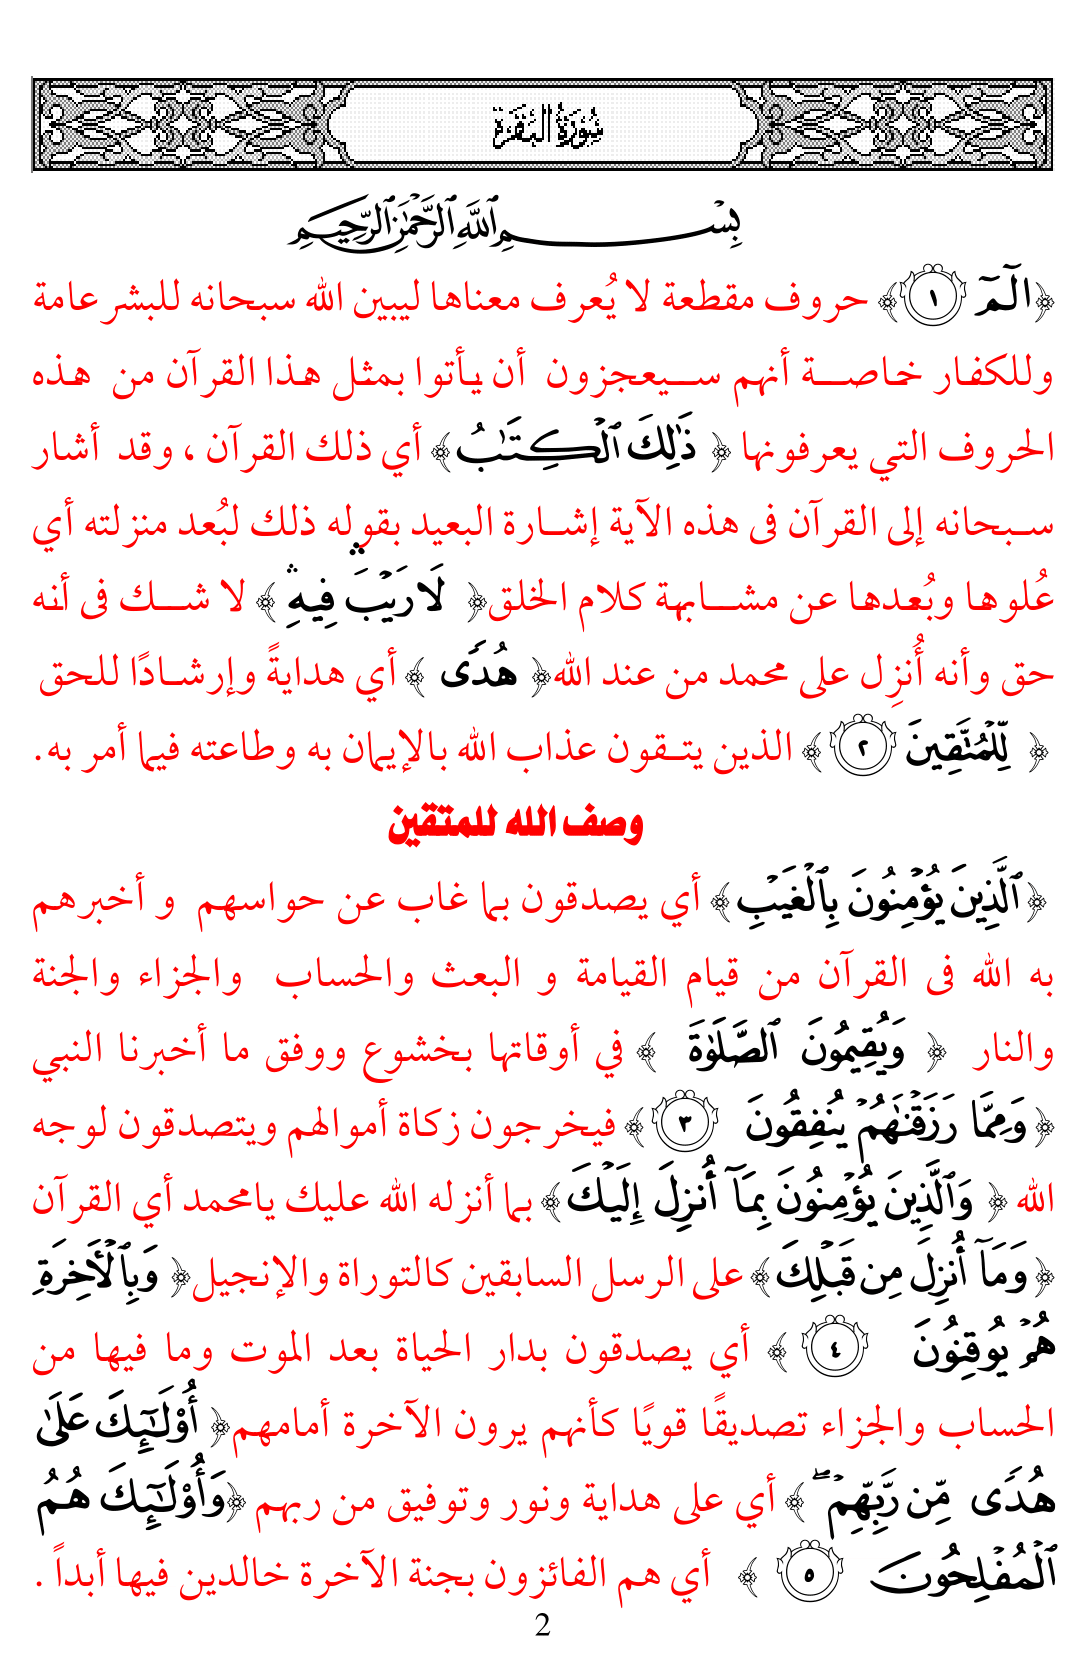 سُورَةُ البَقَرَة
بِسْمِ ٱللَّهِ ٱلرَّحْمَٰنِ ٱلرَّحِيمِ
﴿الٓمٓ ١﴾ حروف مقطعة لا يُعرف معناها ليبين الله سبحانه للبشر عامة
وللكفار خاصــة أنهم ســيعجزون أن يأتوا بمثل هذا القرآن من هذه
الحروف التي يعرفونها ﴿ ذَٰلِكَ ٱلْكِتَٰبُ﴾ أي ذلك القرآن ، وقد أشار
سبحانه إلى القرآن فى هذه الآية إشارة البعيد بقوله ذلك لبُعد منزلته أي
عُلوها وبُعدها عن مشــابهة كلام الخلق﴿ لَا رَيْبَ ۛ فِيهِ ۛ ﴾ لا شــك فى أنه
حق وأنه أُنزِل على محمد من عند الله﴿ هُدًى ﴾ أي هدايةً وإرشادًا للحق
﴿ لِّلْمُتَّقِينَ ٢﴾ الذين يتـقون عذاب الله بالإيمان به وطاعته فيما أمر به.
وصف الله للمتقين
﴿ٱلَّذِينَ يُؤْمِنُونَ بِٱلْغَيْبِ﴾ أي يصدقون بما غاب عن حواسهم و أخبرهم
به الله فى القرآن من قيام القيامة و البعث والحساب والجزاء والجنة
والنار ﴿ وَيُقِيمُونَ ٱلصَّلَوٰةَ ﴾ في أوقاتها بخشوع ووفق ما أخبرنا النبي
﴿وَمِمَّا رَزَقْنَٰهُمْ يُنفِقُونَ ٣﴾ فيخرجون زكاة أموالهم ويتصدقون لوجه
الله ﴿ وَٱلَّذِينَ يُؤْمِنُونَ بِمَآ أُنزِلَ إِلَيْكَ﴾ بما أنزله الله عليك يامحمد أي القرآن
﴿وَمَآ أُنزِلَ مِن قَبْلِكَ﴾ على الرسل السابقين كالتوراة والإنجيل﴿ وَبِٱلْأَخِرَةِ
هُمْ يُوقِنُونَ ٤ ﴾ أي يصدقون بدار الحياة بعد الموت وما فيها من
الحساب والجزاء تصديقًا قويًا كأنهم يرون الآخرة أمامهم﴿ أُوْلَٰٓئِكَ عَلَىٰ
هُدًى مِّن رَّبِّهِمْ ۖ ﴾ أي على هداية ونور وتوفيق من ربهم ﴿وَأُوْلَٰٓئِكَ هُمُ
ٱلْمُفْلِحُونَ ٥ ﴾ أي هم الفائزون بجنة الآخرة خالدين فيها أبداً .
2